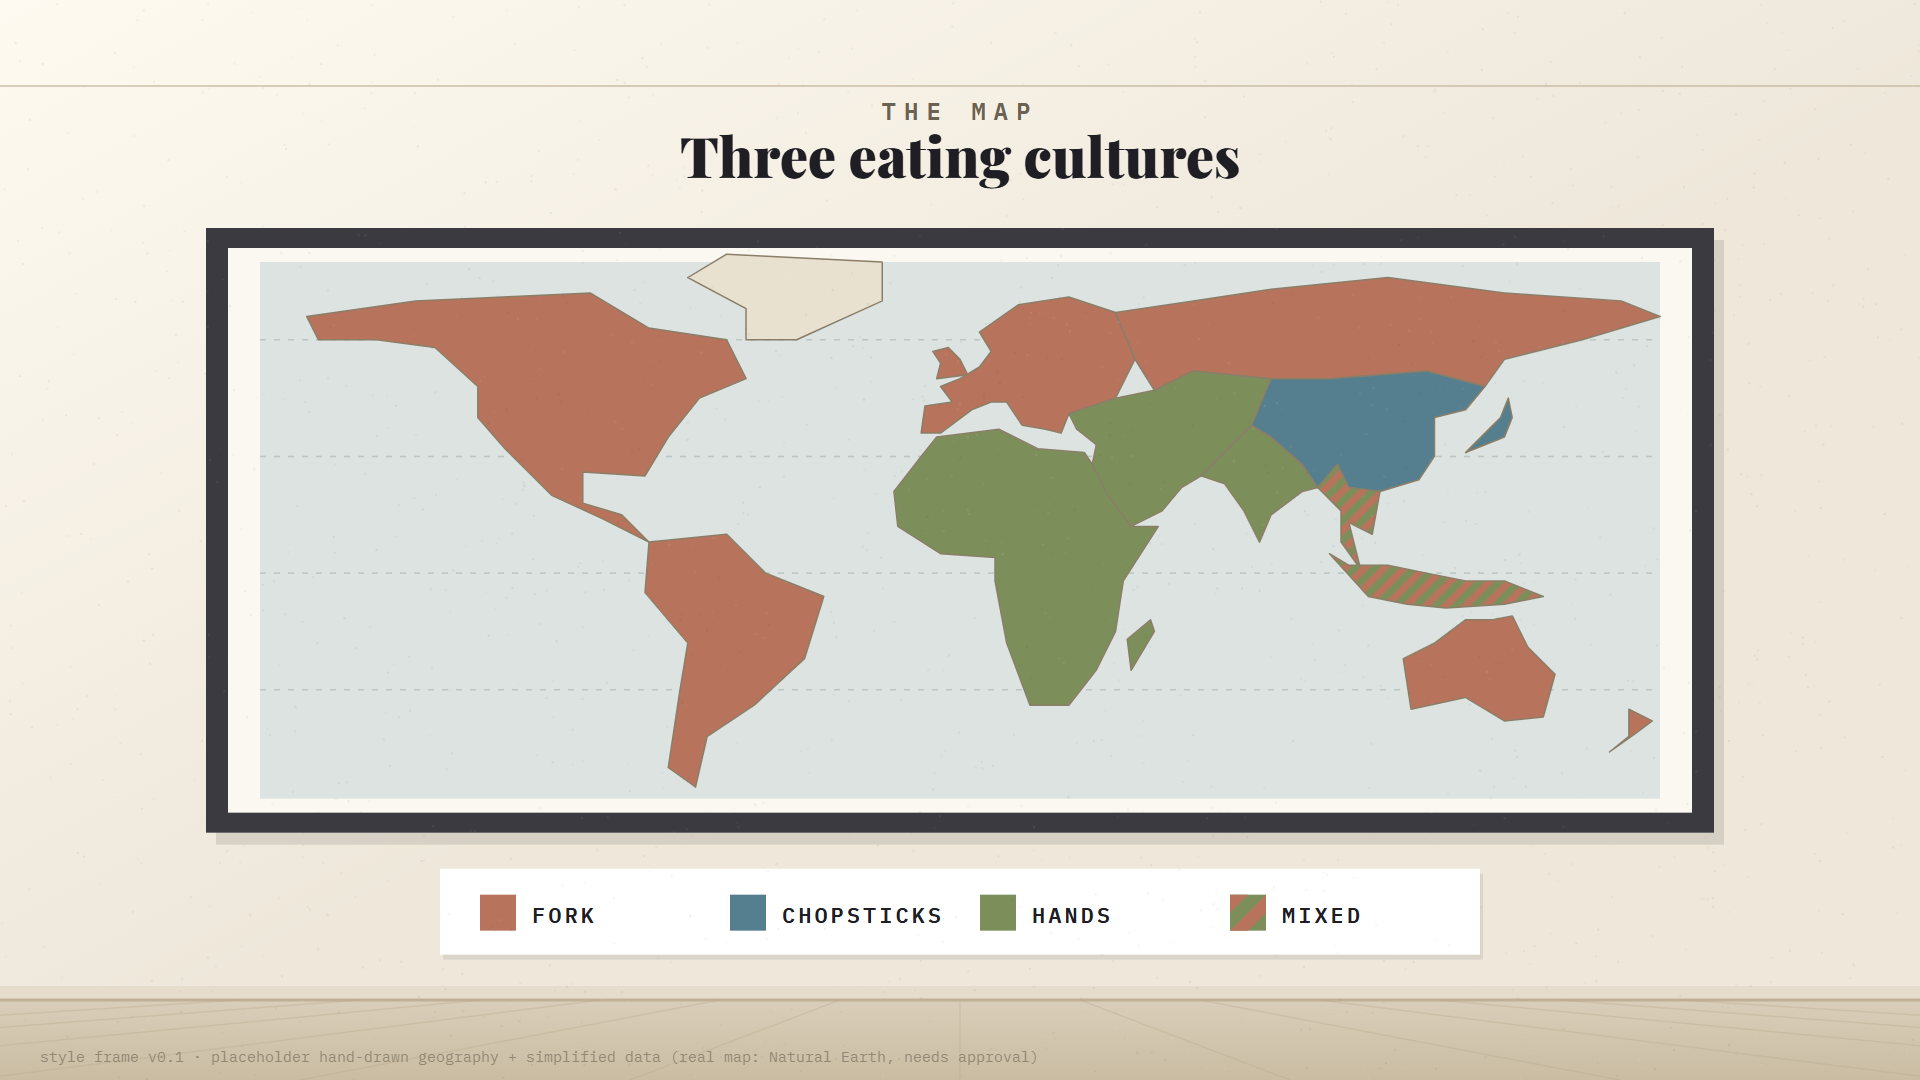 THE MAP
Three eating cultures
FORK
CHOPSTICKS
HANDS
MIXED
style frame v0.1 · placeholder hand-drawn geography + simplified data (real map: Natural Earth, needs approval)